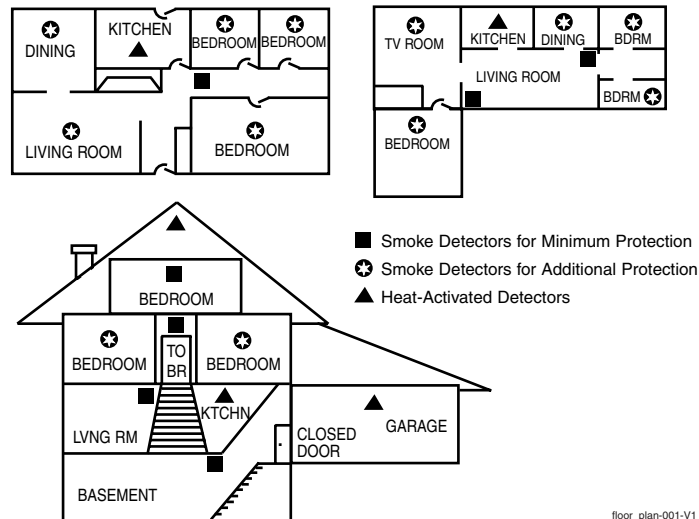 KITCHEN
DINING
BEDROOM
BEDROOM
LIVING ROOM
BEDROOM
TV ROOM
KITCHEN
DINING
BDRM
LIVING ROOM
BDRM
BEDROOM
Smoke Detectors for Minimum Protection
Smoke Detectors for Additional Protection
Heat-Activated Detectors
BEDROOM
BEDROOM
TO
BR
BEDROOM
LVNG RM
KTCHN
CLOSED
DOOR
GARAGE
BASEMENT
floor_plan-001-V1